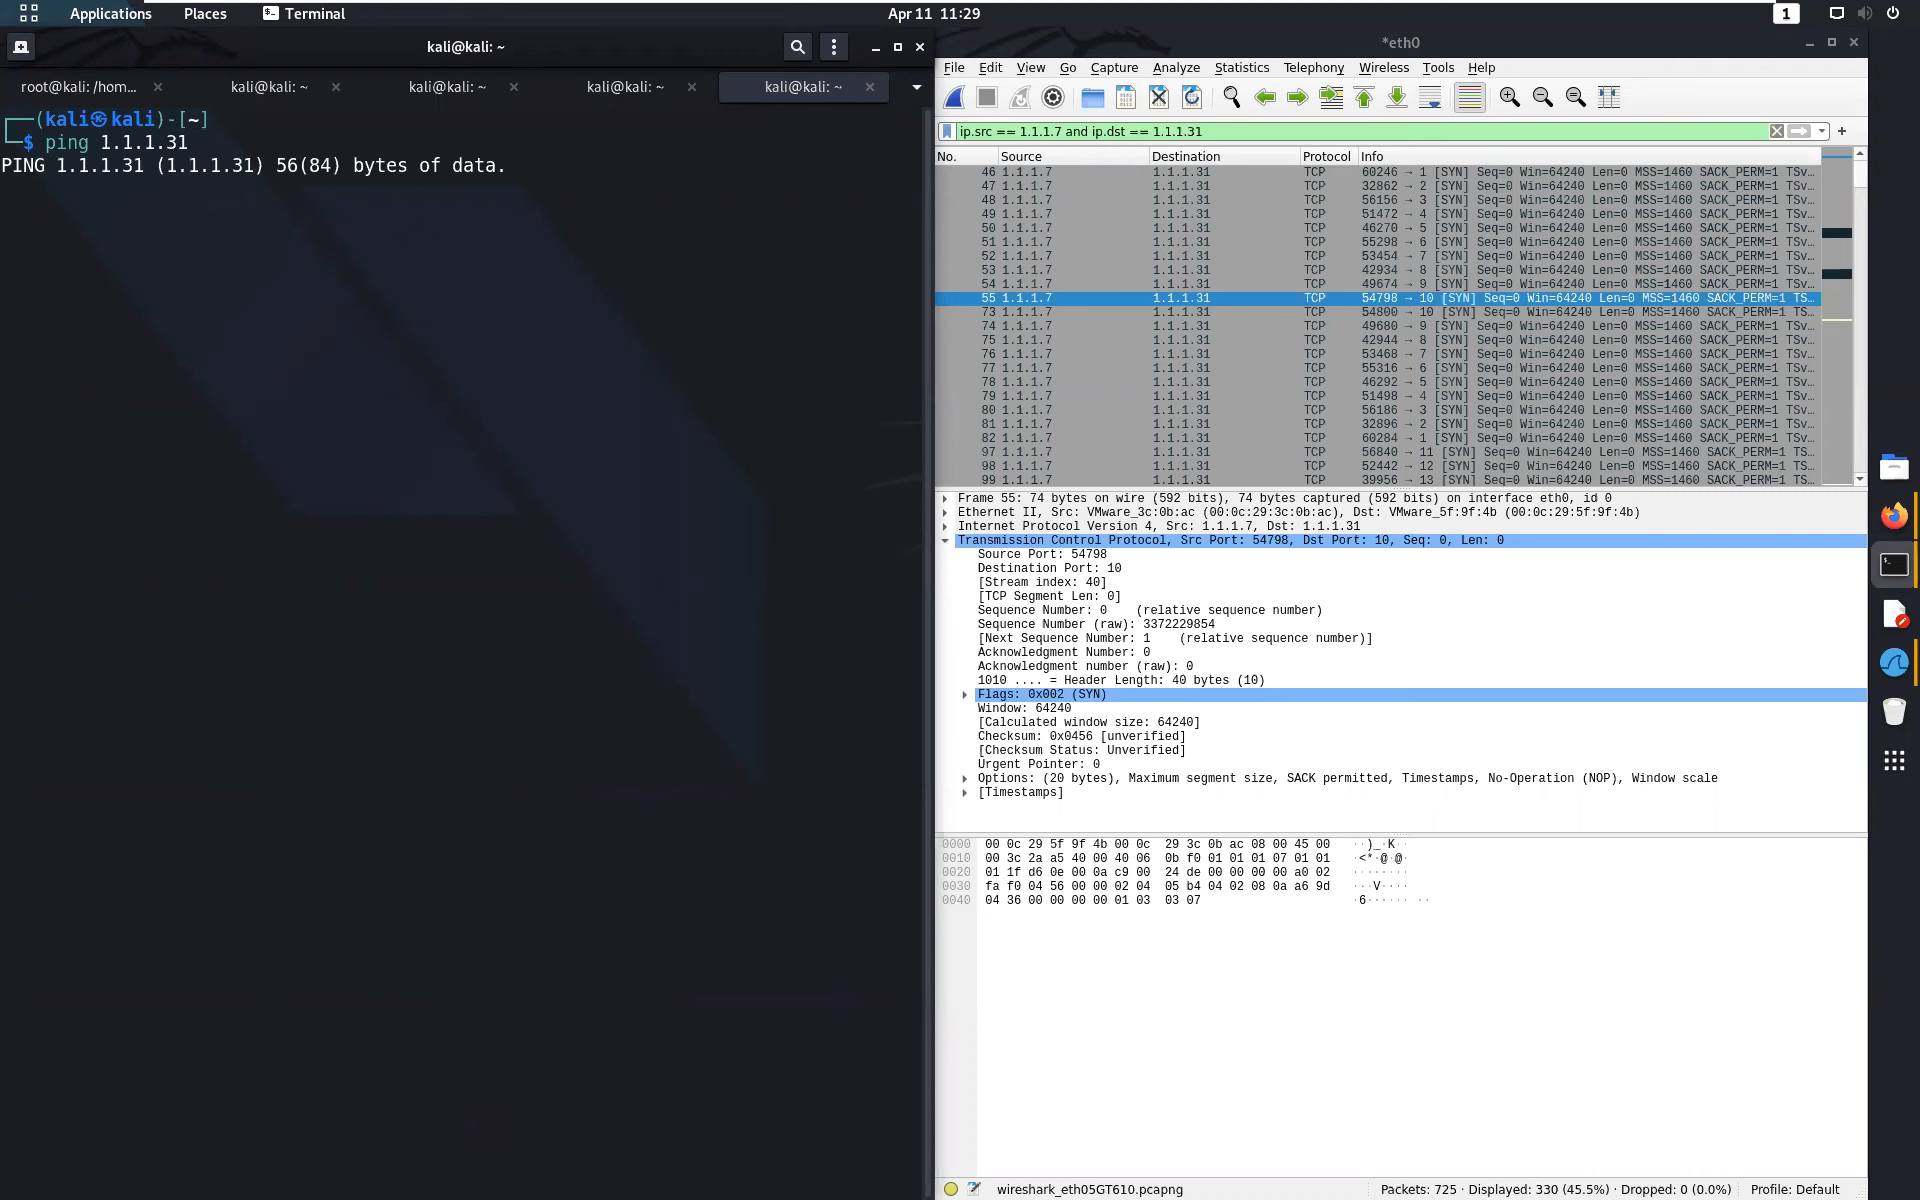 Applications Places Terminal Apr 11 11:29 1
kali@kali: ~
root@kali: /hom... kali@kali: ~ kali@kali: ~ kali@kali: ~ kali@kali: ~
(kali㉿kali)-[~]
$ ping 1.1.1.31
PING 1.1.1.31 (1.1.1.31) 56(84) bytes of data.
*eth0
File Edit View Go Capture Analyze Statistics Telephony Wireless Tools Help
ip.src == 1.1.1.7 and ip.dst == 1.1.1.31
No. Source Destination Protocol Info
46 1.1.1.7 1.1.1.31 TCP 60246 → 1 [SYN] Seq=0 Win=64240 Len=0 MSS=1460 SACK_PERM=1 TSv…
47 1.1.1.7 1.1.1.31 TCP 32862 → 2 [SYN] Seq=0 Win=64240 Len=0 MSS=1460 SACK_PERM=1 TSv…
48 1.1.1.7 1.1.1.31 TCP 56156 → 3 [SYN] Seq=0 Win=64240 Len=0 MSS=1460 SACK_PERM=1 TSv…
49 1.1.1.7 1.1.1.31 TCP 51472 → 4 [SYN] Seq=0 Win=64240 Len=0 MSS=1460 SACK_PERM=1 TSv…
50 1.1.1.7 1.1.1.31 TCP 46270 → 5 [SYN] Seq=0 Win=64240 Len=0 MSS=1460 SACK_PERM=1 TSv…
51 1.1.1.7 1.1.1.31 TCP 55298 → 6 [SYN] Seq=0 Win=64240 Len=0 MSS=1460 SACK_PERM=1 TSv…
52 1.1.1.7 1.1.1.31 TCP 53454 → 7 [SYN] Seq=0 Win=64240 Len=0 MSS=1460 SACK_PERM=1 TSv…
53 1.1.1.7 1.1.1.31 TCP 42934 → 8 [SYN] Seq=0 Win=64240 Len=0 MSS=1460 SACK_PERM=1 TSv…
54 1.1.1.7 1.1.1.31 TCP 49674 → 9 [SYN] Seq=0 Win=64240 Len=0 MSS=1460 SACK_PERM=1 TSv…
55 1.1.1.7 1.1.1.31 TCP 54798 → 10 [SYN] Seq=0 Win=64240 Len=0 MSS=1460 SACK_PERM=1 TS…
73 1.1.1.7 1.1.1.31 TCP 54800 → 10 [SYN] Seq=0 Win=64240 Len=0 MSS=1460 SACK_PERM=1 TS…
74 1.1.1.7 1.1.1.31 TCP 49680 → 9 [SYN] Seq=0 Win=64240 Len=0 MSS=1460 SACK_PERM=1 TSv…
75 1.1.1.7 1.1.1.31 TCP 42944 → 8 [SYN] Seq=0 Win=64240 Len=0 MSS=1460 SACK_PERM=1 TSv…
76 1.1.1.7 1.1.1.31 TCP 53468 → 7 [SYN] Seq=0 Win=64240 Len=0 MSS=1460 SACK_PERM=1 TSv…
77 1.1.1.7 1.1.1.31 TCP 55316 → 6 [SYN] Seq=0 Win=64240 Len=0 MSS=1460 SACK_PERM=1 TSv…
78 1.1.1.7 1.1.1.31 TCP 46292 → 5 [SYN] Seq=0 Win=64240 Len=0 MSS=1460 SACK_PERM=1 TSv…
79 1.1.1.7 1.1.1.31 TCP 51498 → 4 [SYN] Seq=0 Win=64240 Len=0 MSS=1460 SACK_PERM=1 TSv…
80 1.1.1.7 1.1.1.31 TCP 56186 → 3 [SYN] Seq=0 Win=64240 Len=0 MSS=1460 SACK_PERM=1 TSv…
81 1.1.1.7 1.1.1.31 TCP 32896 → 2 [SYN] Seq=0 Win=64240 Len=0 MSS=1460 SACK_PERM=1 TSv…
82 1.1.1.7 1.1.1.31 TCP 60284 → 1 [SYN] Seq=0 Win=64240 Len=0 MSS=1460 SACK_PERM=1 TSv…
97 1.1.1.7 1.1.1.31 TCP 56840 → 11 [SYN] Seq=0 Win=64240 Len=0 MSS=1460 SACK_PERM=1 TS…
98 1.1.1.7 1.1.1.31 TCP 52442 → 12 [SYN] Seq=0 Win=64240 Len=0 MSS=1460 SACK_PERM=1 TS…
99 1.1.1.7 1.1.1.31 TCP 39956 → 13 [SYN] Seq=0 Win=64240 Len=0 MSS=1460 SACK_PERM=1 TS…
Frame 55: 74 bytes on wire (592 bits), 74 bytes captured (592 bits) on interface eth0, id 0
Ethernet II, Src: VMware_3c:0b:ac (00:0c:29:3c:0b:ac), Dst: VMware_5f:9f:4b (00:0c:29:5f:9f:4b)
Internet Protocol Version 4, Src: 1.1.1.7, Dst: 1.1.1.31
Transmission Control Protocol, Src Port: 54798, Dst Port: 10, Seq: 0, Len: 0
Source Port: 54798
Destination Port: 10
[Stream index: 40]
[TCP Segment Len: 0]
Sequence Number: 0 (relative sequence number)
Sequence Number (raw): 3372229854
[Next Sequence Number: 1 (relative sequence number)]
Acknowledgment Number: 0
Acknowledgment number (raw): 0
1010 .... = Header Length: 40 bytes (10)
Flags: 0x002 (SYN)
Window: 64240
[Calculated window size: 64240]
Checksum: 0x0456 [unverified]
[Checksum Status: Unverified]
Urgent Pointer: 0
Options: (20 bytes), Maximum segment size, SACK permitted, Timestamps, No-Operation (NOP), Window scale
[Timestamps]
0000 00 0c 29 5f 9f 4b 00 0c 29 3c 0b ac 08 00 45 00 ··)_·K··
0010 00 3c 2a a5 40 00 40 06 0b f0 01 01 01 07 01 01 ·<*·@·@·
0020 01 1f d6 0e 00 0a c9 00 24 de 00 00 00 00 a0 02 ········
0030 fa f0 04 56 00 00 02 04 05 b4 04 02 08 0a a6 9d ···V····
0040 04 36 00 00 00 00 01 03 03 07 ·6······ ··
wireshark_eth05GT610.pcapng Packets: 725 · Displayed: 330 (45.5%) · Dropped: 0 (0.0%) Profile: Default